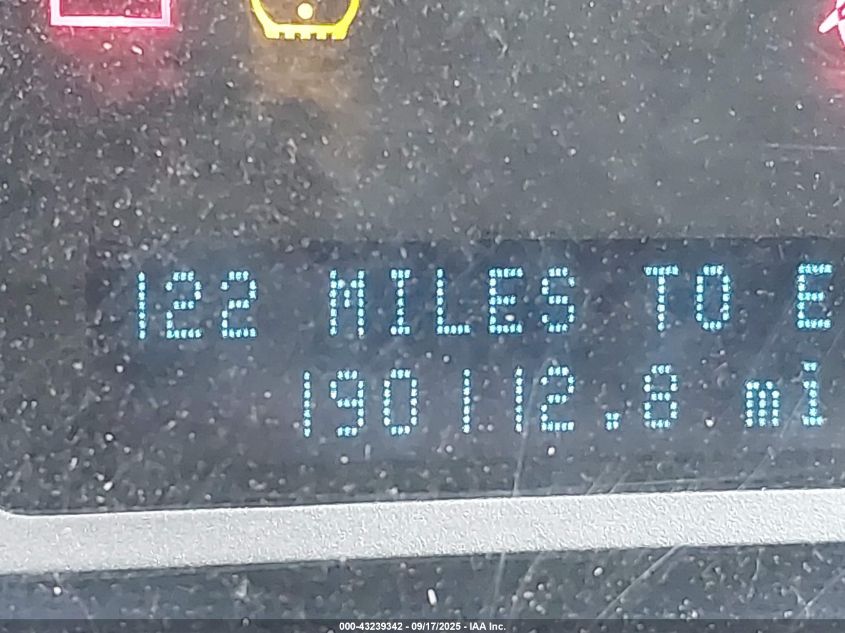 122 MILES TO E
190112.8 mi
000-43239342 - 09/17/2025 - IAA Inc.